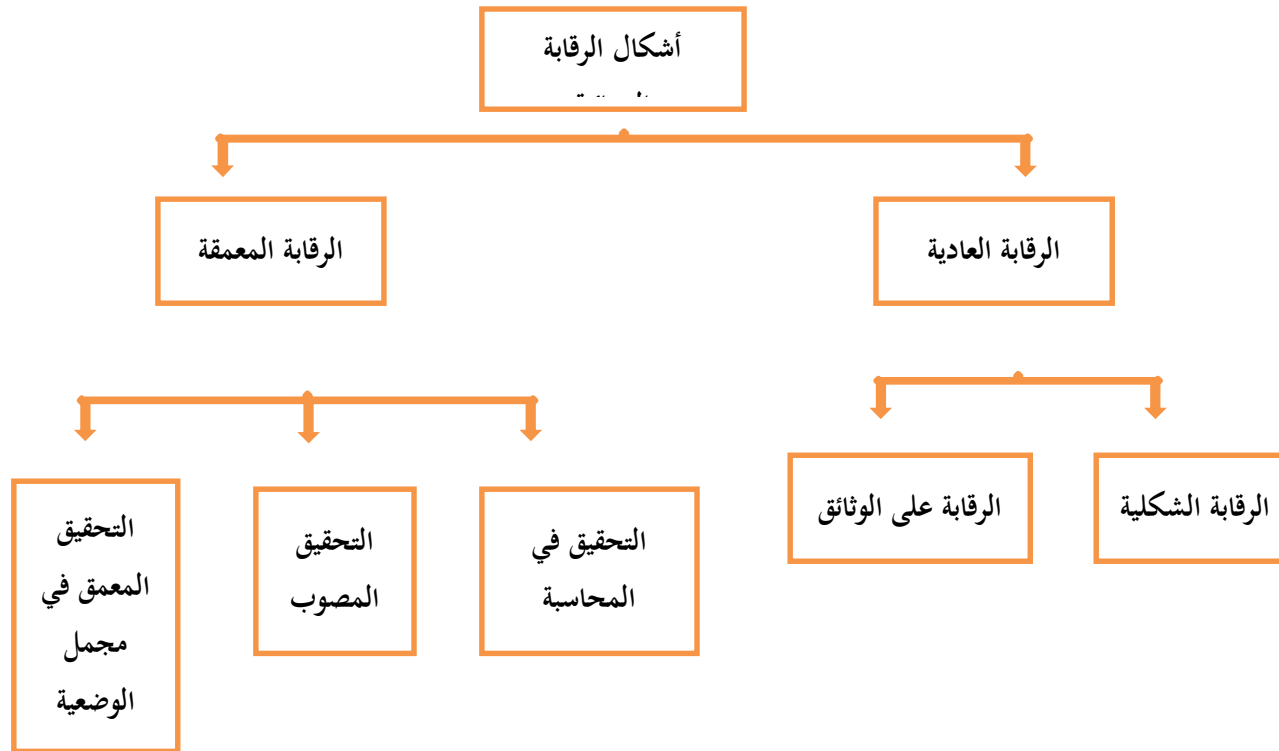 أشكال الرقابة
الرقابة العادية
الرقابة المعمقة
الرقابة الشكلية
الرقابة على الوثائق
التحقيق في
المحاسبة
التحقيق
المصوب
التحقيق
المعمق في
مجمل
الوضعية